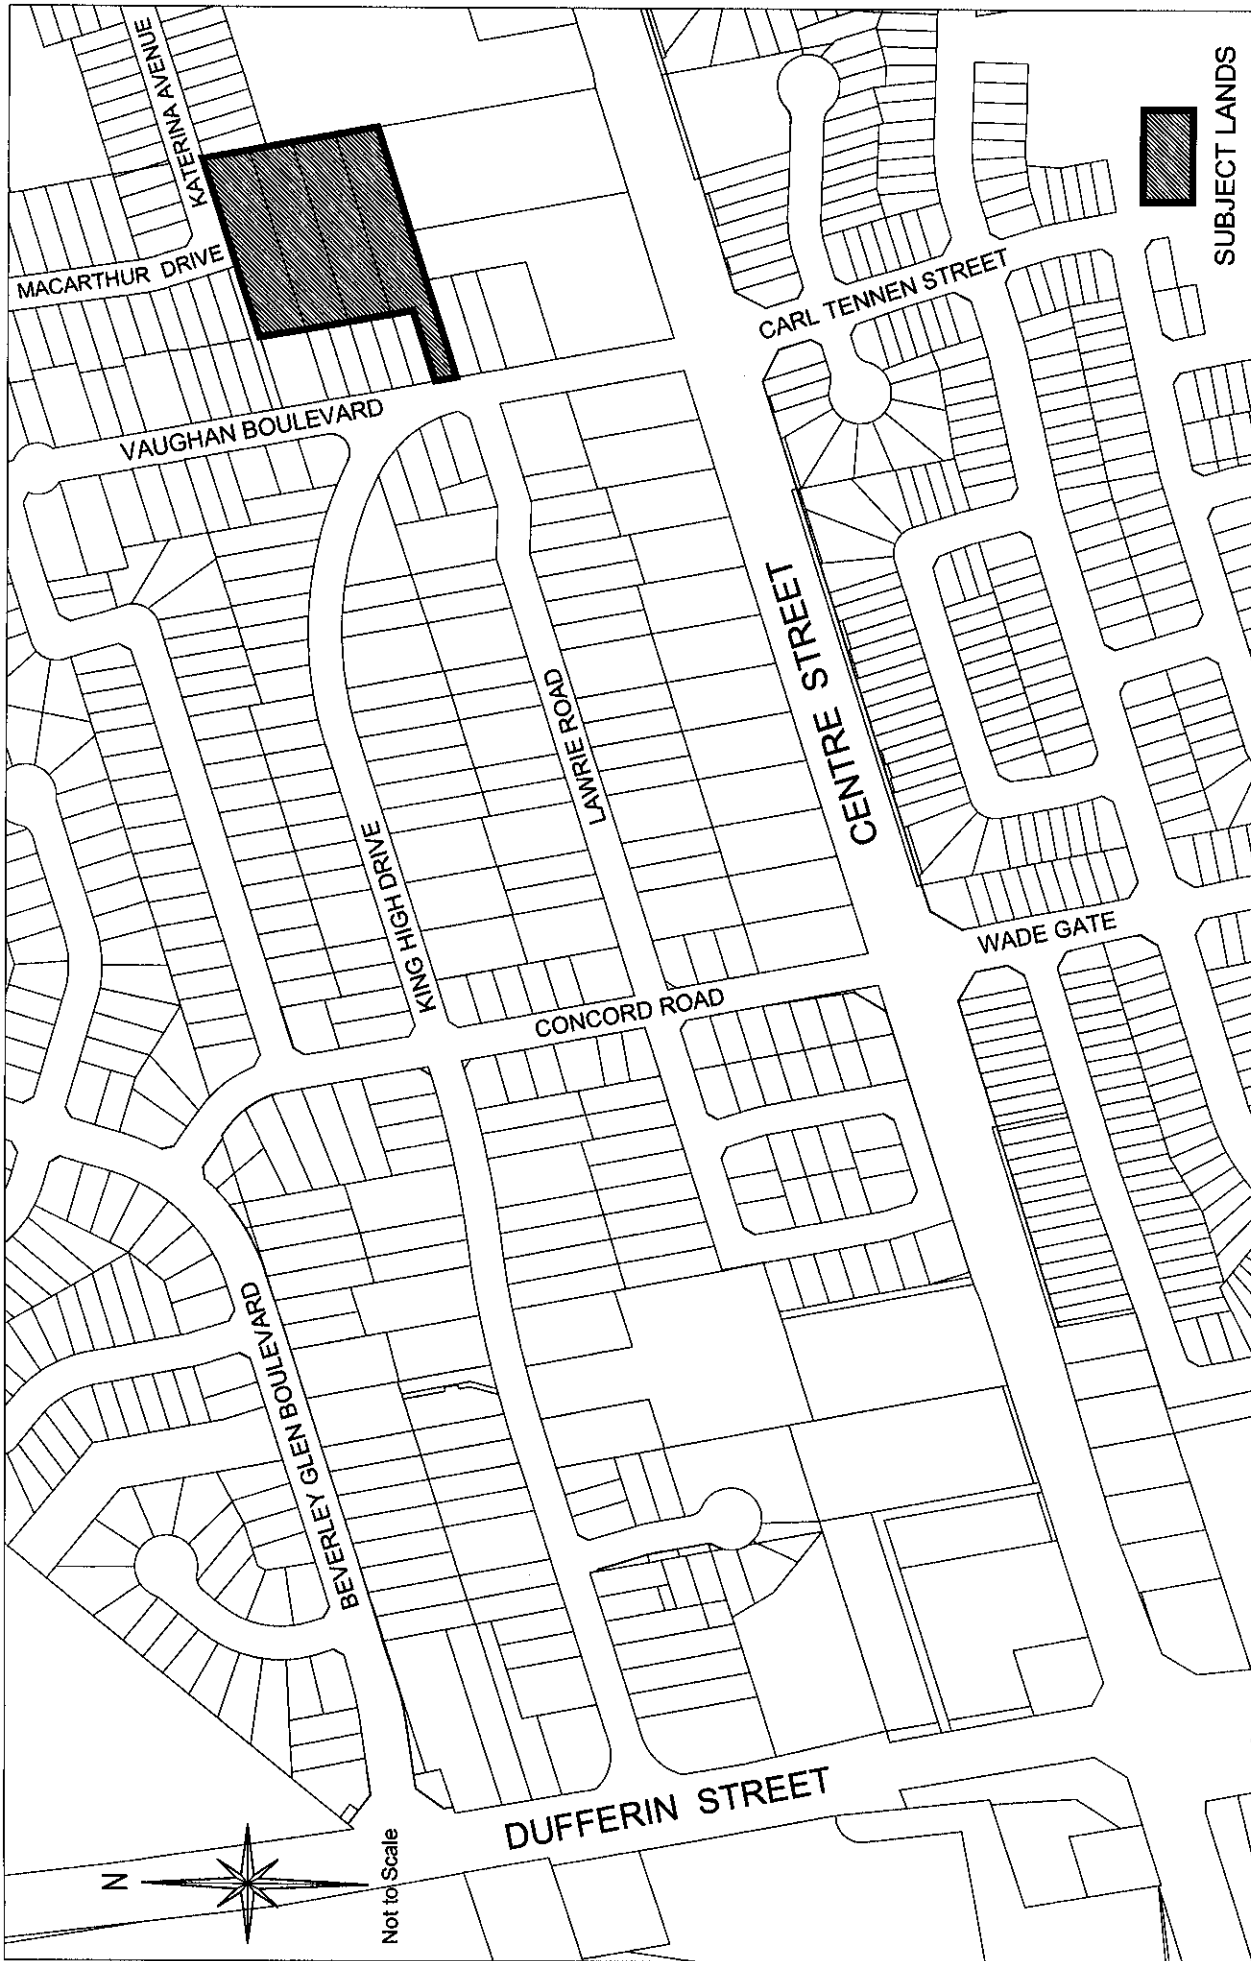 KATERINA AVENUE
MACARTHUR DRIVE
VAUGHAN BOULEVARD
SUBJECT LANDS
CARL TENNEN STREET
CENTRE STREET
LAWRIE ROAD
KING HIGH DRIVE
WADE GATE
CONCORD ROAD
BEVERLEY GLEN BOULEVARD
DUFFERIN STREET
N
Not to Scale